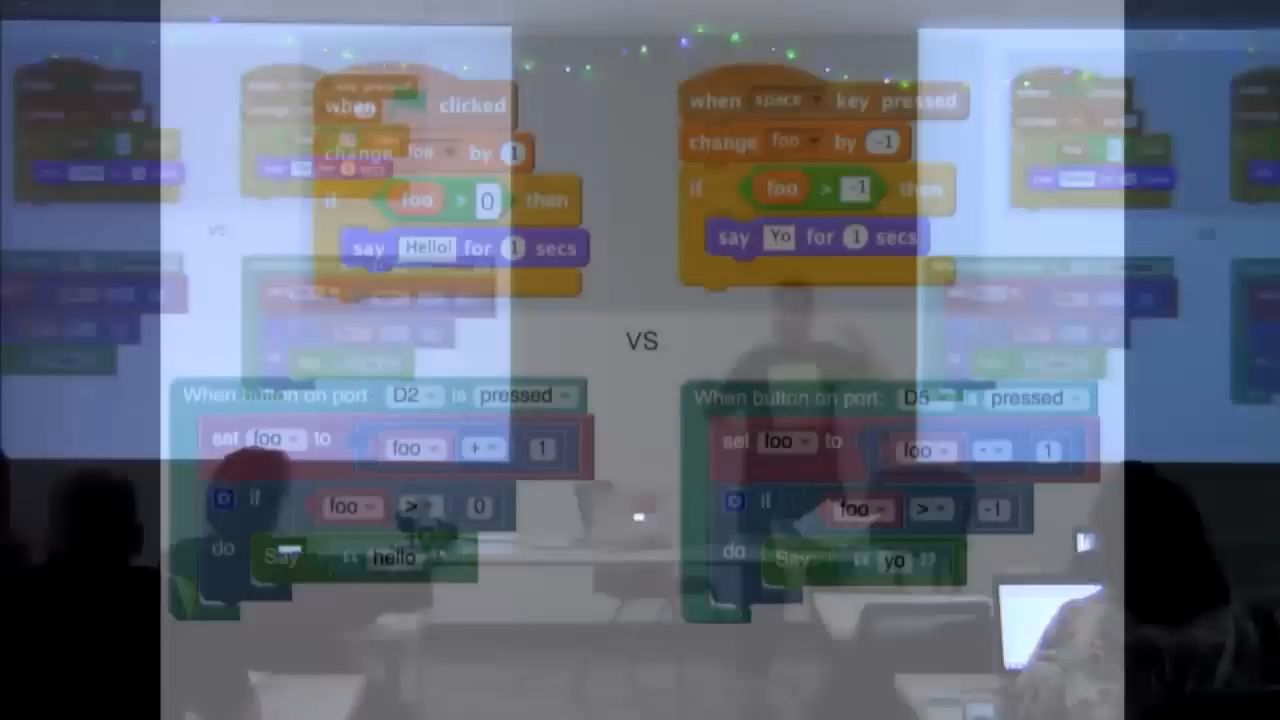 when clicked
change foo by 1
if foo > 0 then
say Hello! for 1 secs
when space key pressed
change foo by -1
if foo > -1 then
say Yo for 1 secs
VS
When button on port: D2 is pressed
set foo to foo + 1
if foo > 0
do Say “ hello ”
When button on port: D5 is pressed
set foo to foo - 1
if foo > -1
do Say “ yo ”